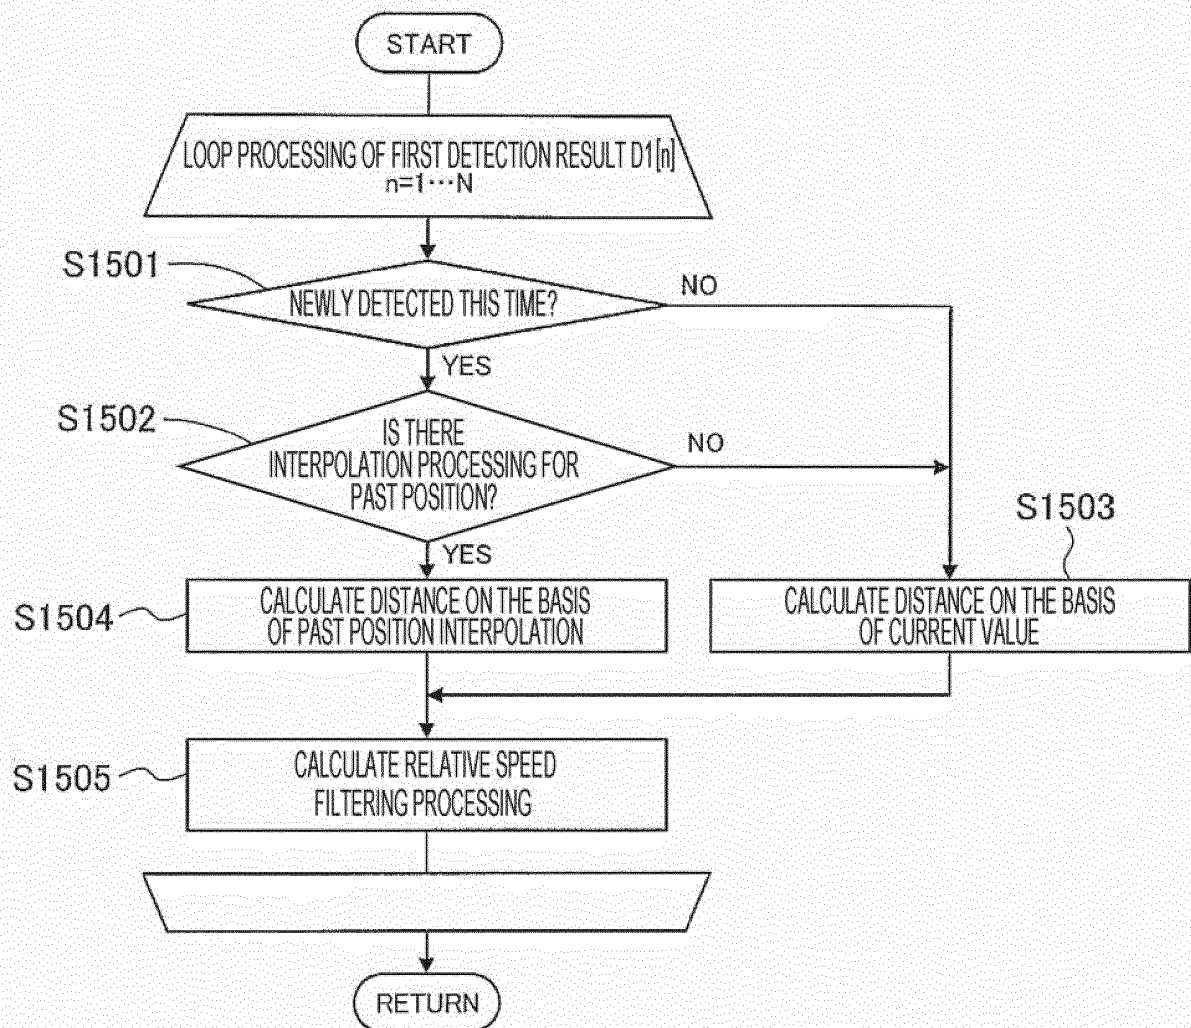 START
LOOP PROCESSING OF FIRST DETECTION RESULT D1[n]
n=1⋯N
S1501
NEWLY DETECTED THIS TIME?
NO
YES
S1502
IS THERE
INTERPOLATION PROCESSING FOR
PAST POSITION?
NO
YES
S1503
S1504
CALCULATE DISTANCE ON THE BASIS
OF PAST POSITION INTERPOLATION
CALCULATE DISTANCE ON THE BASIS
OF CURRENT VALUE
S1505
CALCULATE RELATIVE SPEED
FILTERING PROCESSING
RETURN